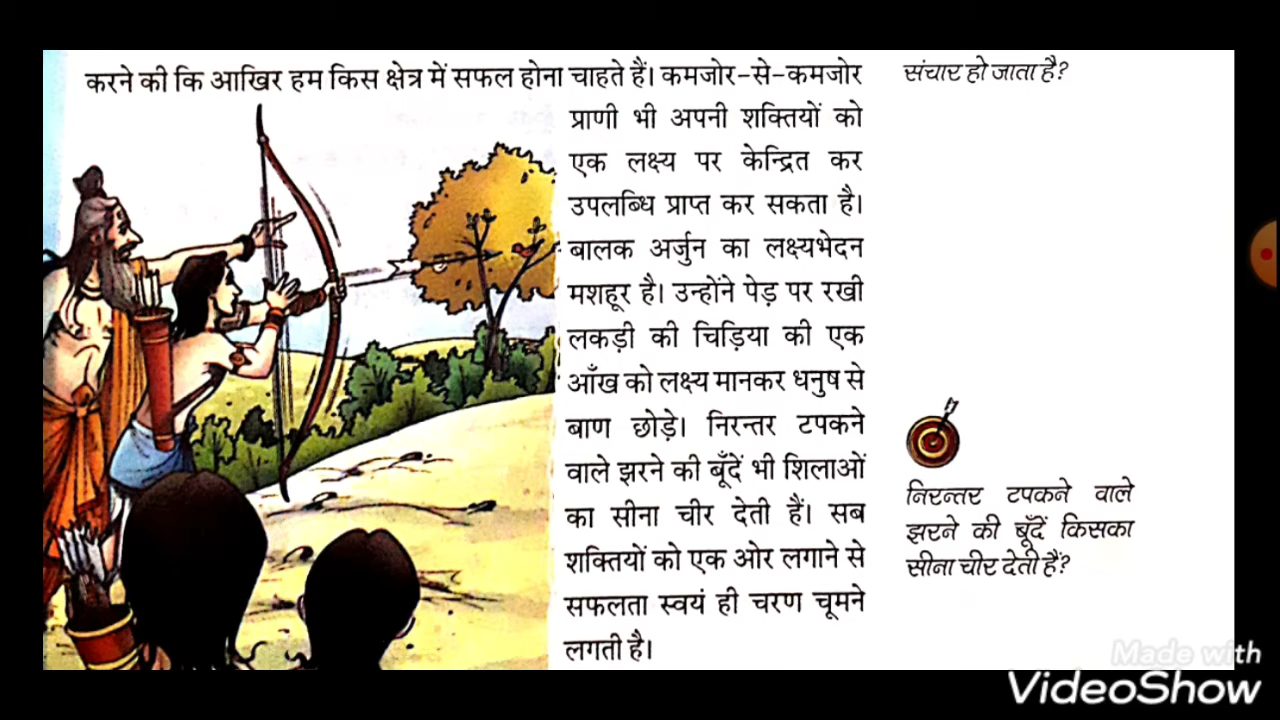 करने की कि आखिर हम किस क्षेत्र में सफल होना चाहते हैं। कमजोर-से-कमजोर
प्राणी भी अपनी शक्तियों को
एक लक्ष्य पर केन्द्रित कर
उपलब्धि प्राप्त कर सकता है।
बालक अर्जुन का लक्ष्यभेदन
मशहूर है। उन्होंने पेड़ पर रखी
लकड़ी की चिड़िया की एक
आँख को लक्ष्य मानकर धनुष से
बाण छोड़े। निरन्तर टपकने
वाले झरने की बूँदें भी शिलाओं
का सीना चीर देती हैं। सब
शक्तियों को एक ओर लगाने से
सफलता स्वयं ही चरण चूमने
लगती है।
संचार हो जाता है?
निरन्तर टपकने वाले
झरने की बूँदें किसका
सीना चीर देती हैं?
Made with
VideoShow